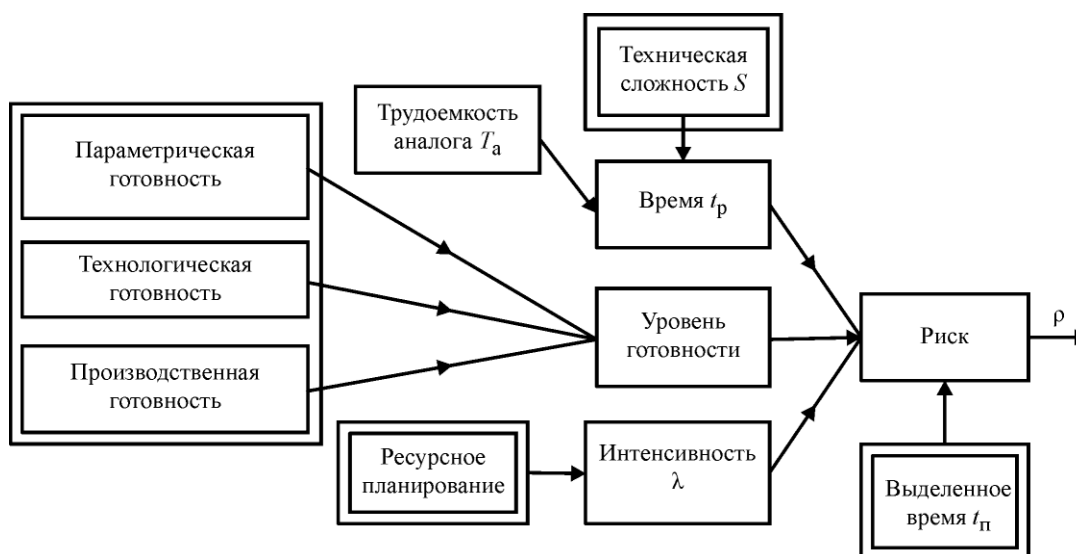 Техническая
сложность S
Трудоемкость
аналога Tа
Параметрическая
готовность
Время tр
Технологическая
готовность
Уровень
готовности
Риск
ρ
Производственная
готовность
Ресурсное
планирование
Интенсивность
λ
Выделенное
время tп